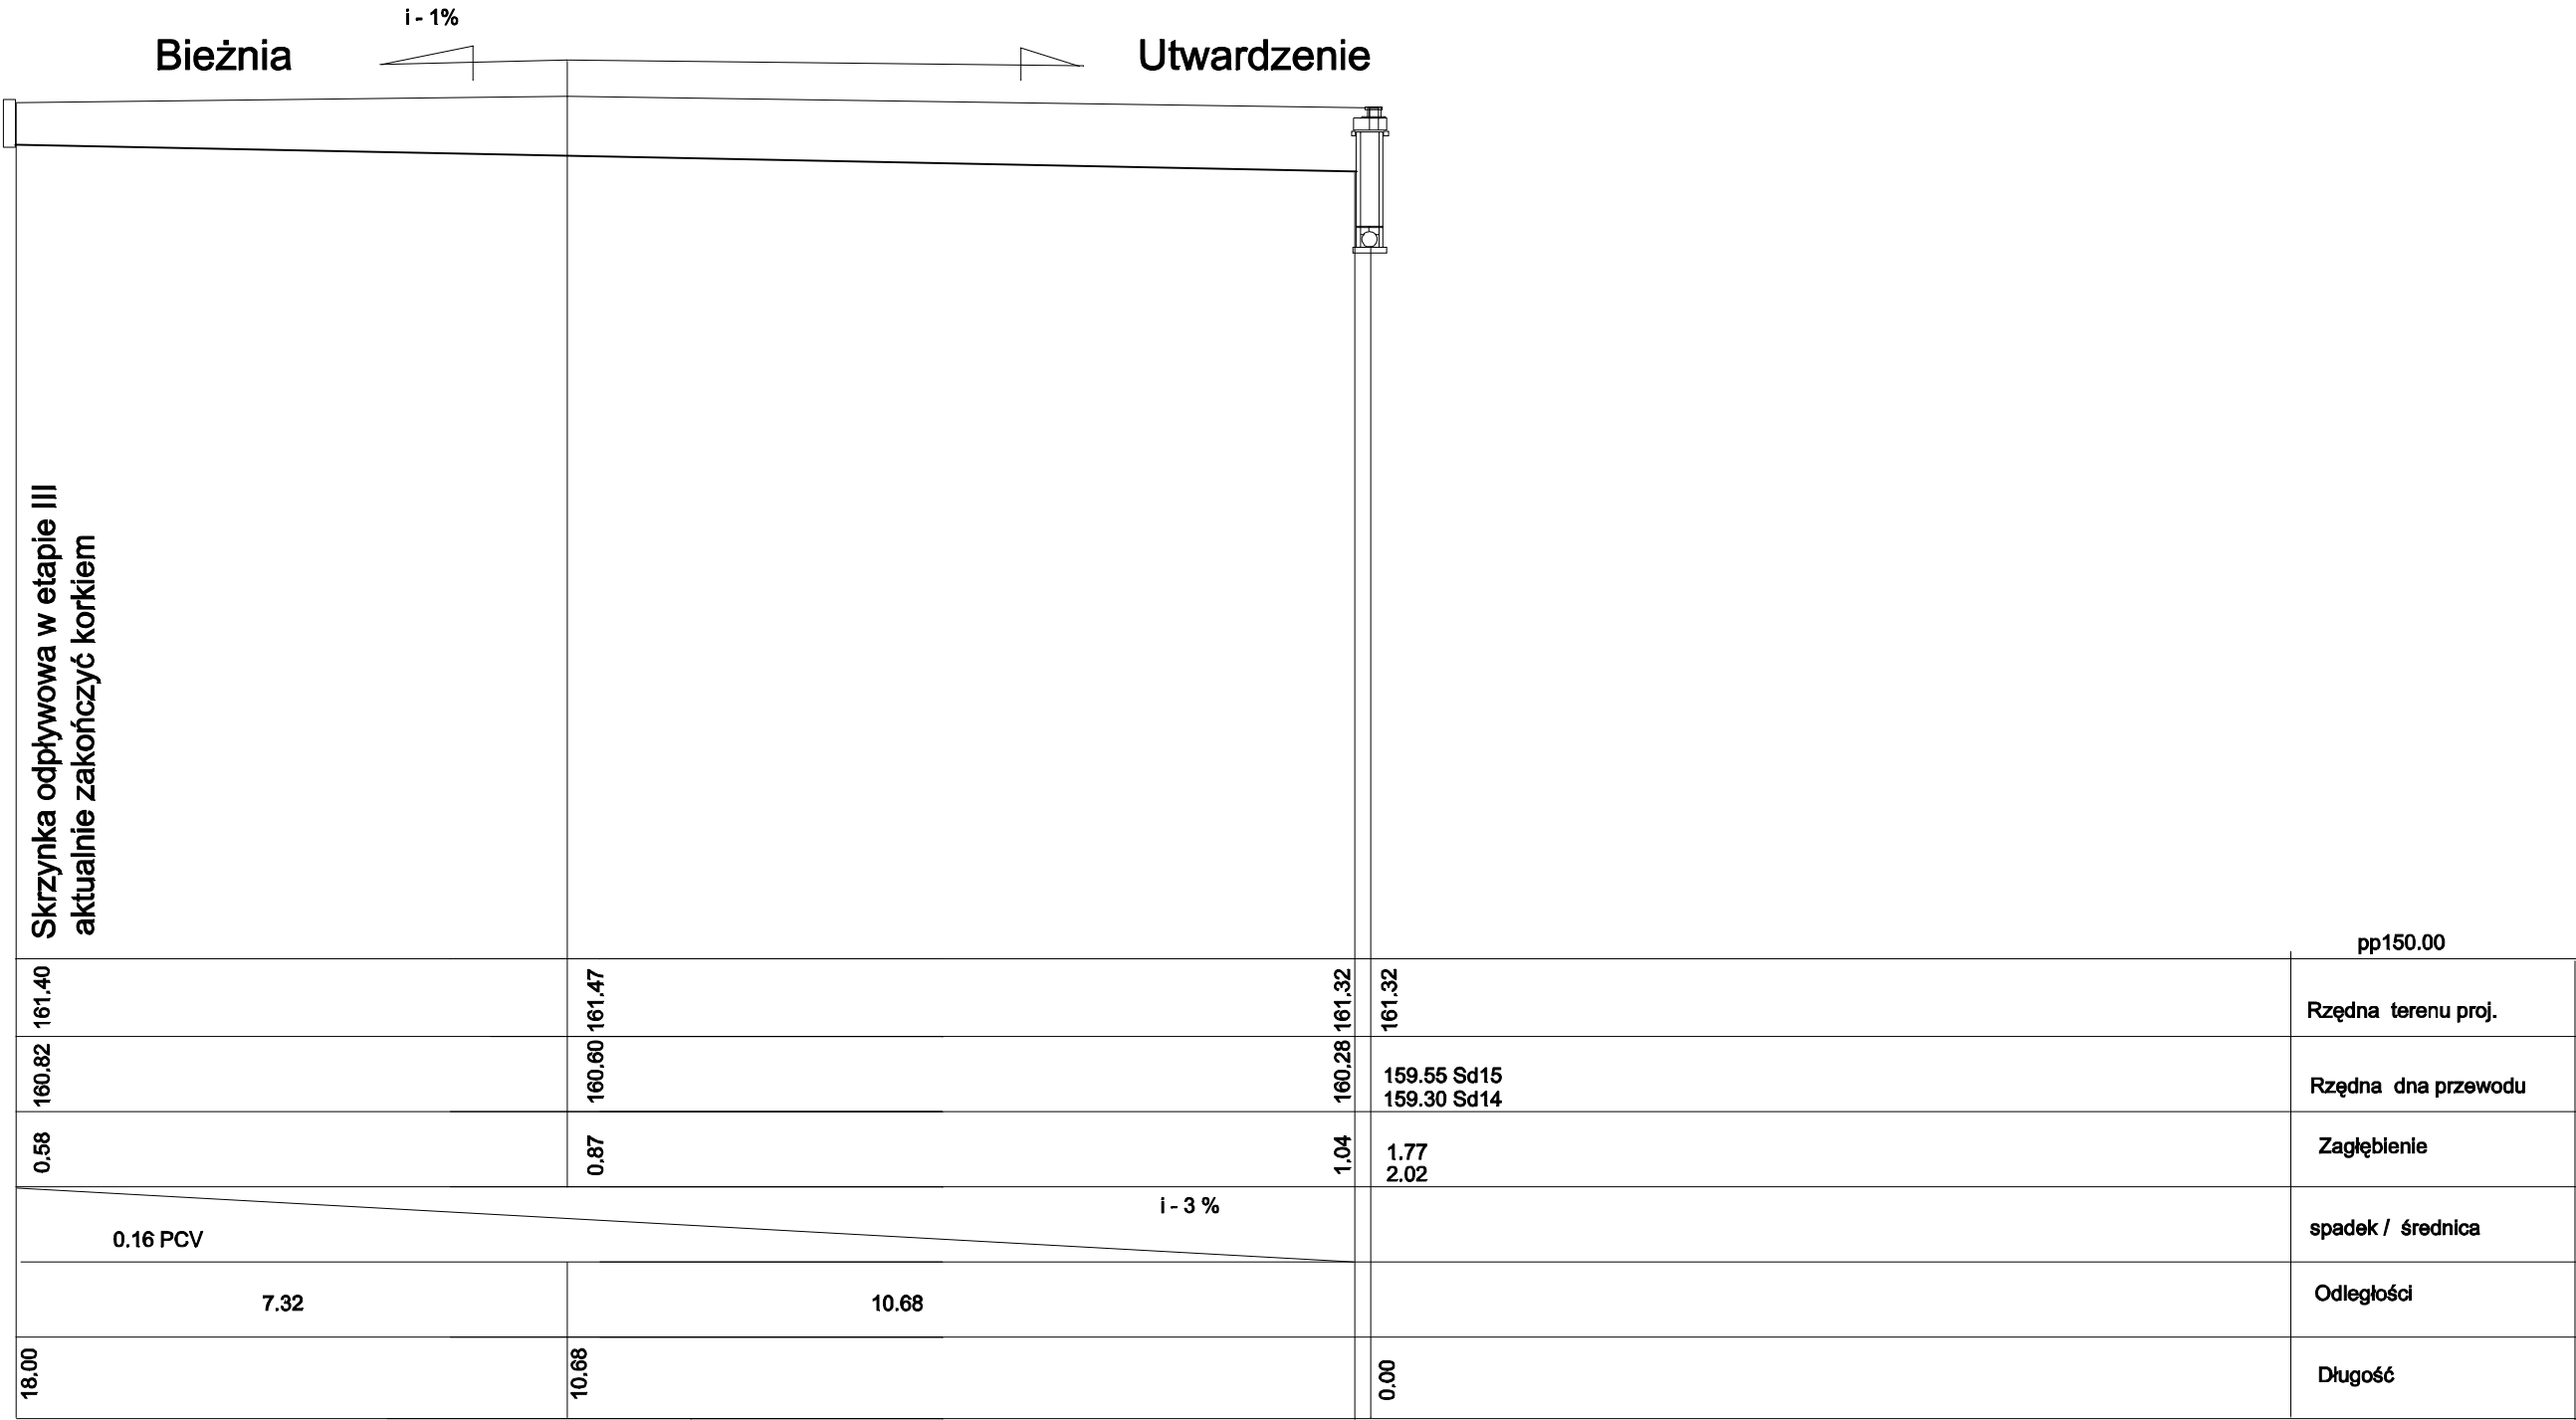 i - 1%
Bieżnia
Utwardzenie
Skrzynka odpływowa w etapie III
aktualnie zakończyć korkiem
pp150.00
161.40
161.47
161.32
161.32
Rzędna terenu proj.
160.82
160.60
160.28
159.55 Sd15
159.30 Sd14
Rzędna dna przewodu
0.58
0.87
1.04
1.77
2.02
Zagłębienie
0.16 PCV
i - 3 %
spadek / średnica
7.32
10.68
Odległości
18.00
10.68
0.00
Długość